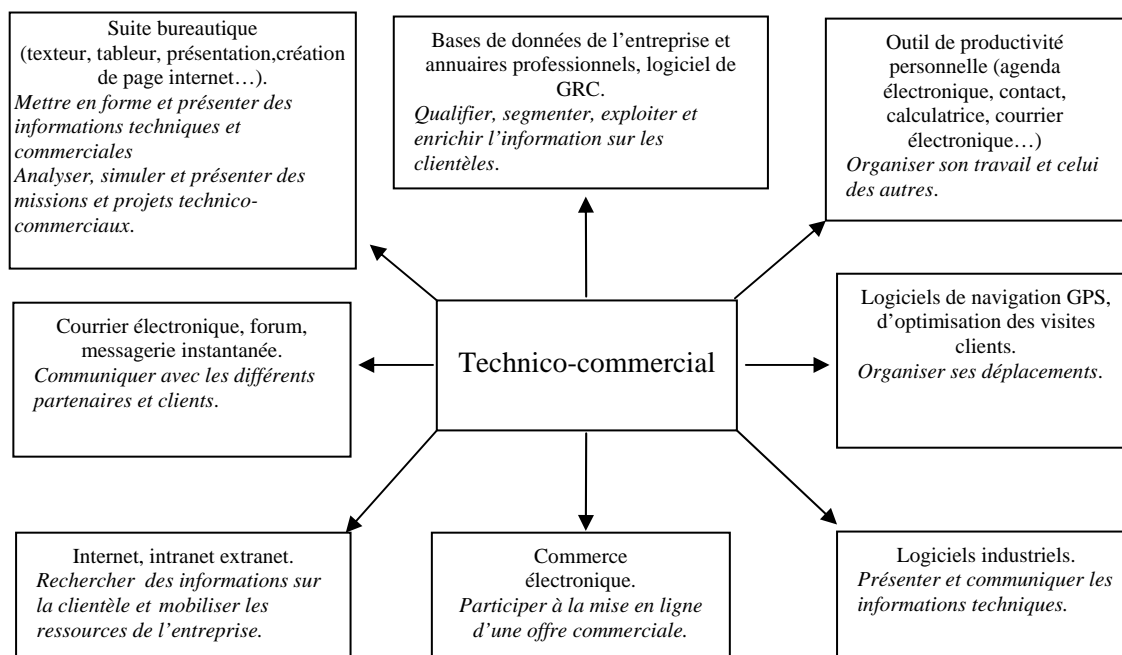 Suite bureautique
(texteur, tableur, présentation,création
de page internet…).
Mettre en forme et présenter des
informations techniques et
commerciales
Analyser, simuler et présenter des
missions et projets technico-
commerciaux.
Bases de données de l’entreprise et
annuaires professionnels, logiciel de
GRC.
Qualifier, segmenter, exploiter et
enrichir l’information sur les
clientèles.
Outil de productivité
personnelle (agenda
électronique, contact,
calculatrice, courrier
électronique…)
Organiser son travail et celui
des autres.
Courrier électronique, forum,
messagerie instantanée.
Communiquer avec les différents
partenaires et clients.
Technico-commercial
Logiciels de navigation GPS,
d’optimisation des visites
clients.
Organiser ses déplacements.
Internet, intranet extranet.
Rechercher des informations sur
la clientèle et mobiliser les
ressources de l’entreprise.
Commerce
électronique.
Participer à la mise en ligne
d’une offre commerciale.
Logiciels industriels.
Présenter et communiquer les
informations techniques.